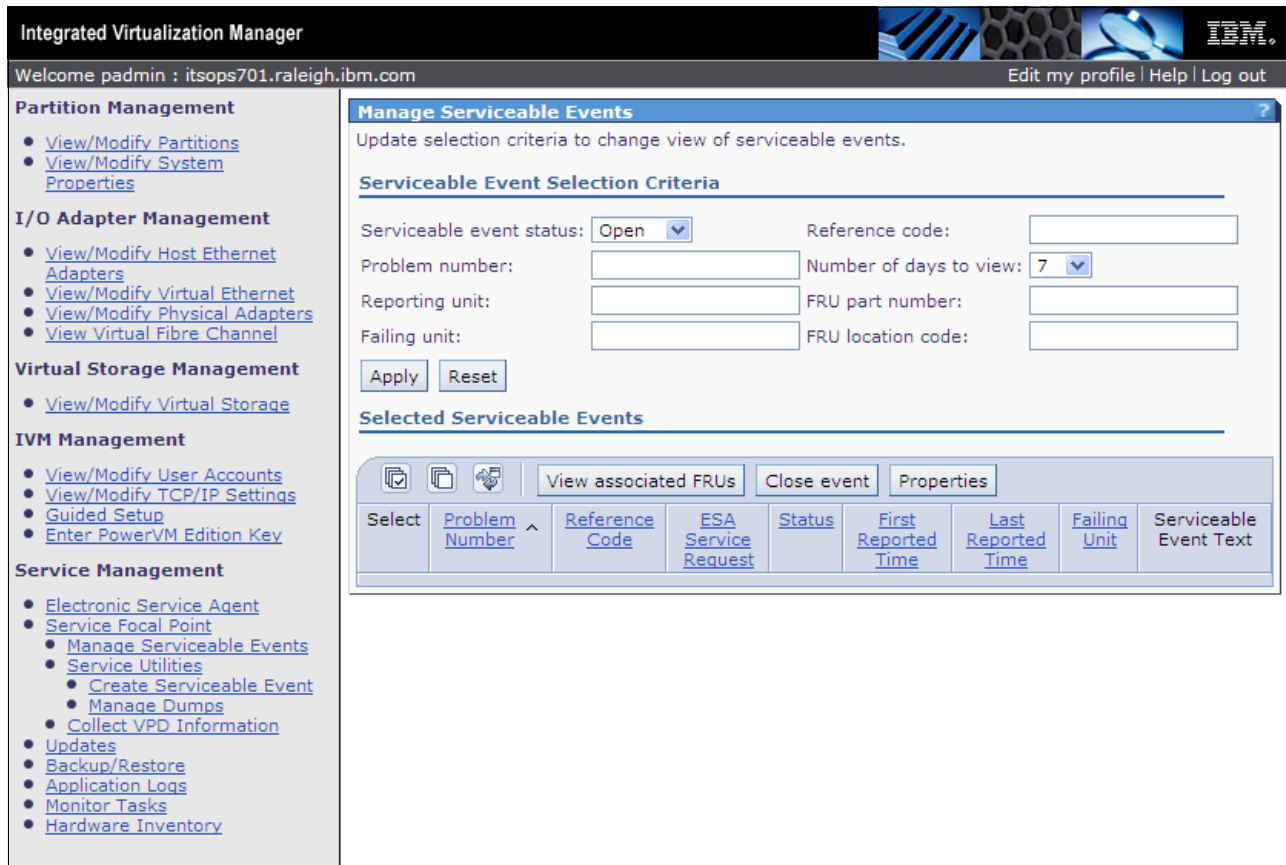 Integrated Virtualization Manager
IBM.
Welcome padmin : itsops701.raleigh.ibm.com
Edit my profile | Help | Log out
Partition Management
View/Modify Partitions
View/Modify System
Properties
I/O Adapter Management
View/Modify Host Ethernet
Adapters
View/Modify Virtual Ethernet
View/Modify Physical Adapters
View Virtual Fibre Channel
Virtual Storage Management
View/Modify Virtual Storage
IVM Management
View/Modify User Accounts
View/Modify TCP/IP Settings
Guided Setup
Enter PowerVM Edition Key
Service Management
Electronic Service Agent
Service Focal Point
Manage Serviceable Events
Service Utilities
Create Serviceable Event
Manage Dumps
Collect VPD Information
Updates
Backup/Restore
Application Logs
Monitor Tasks
Hardware Inventory
Manage Serviceable Events ?
Update selection criteria to change view of serviceable events.
Serviceable Event Selection Criteria
Serviceable event status: Open Reference code:
Problem number: Number of days to view: 7
Reporting unit: FRU part number:
Failing unit: FRU location code:
Apply Reset
Selected Serviceable Events
View associated FRUs Close event Properties
Select
Problem
Number
Reference
Code
ESA
Service
Request
Status
First
Reported
Time
Last
Reported
Time
Failing
Unit
Serviceable
Event Text